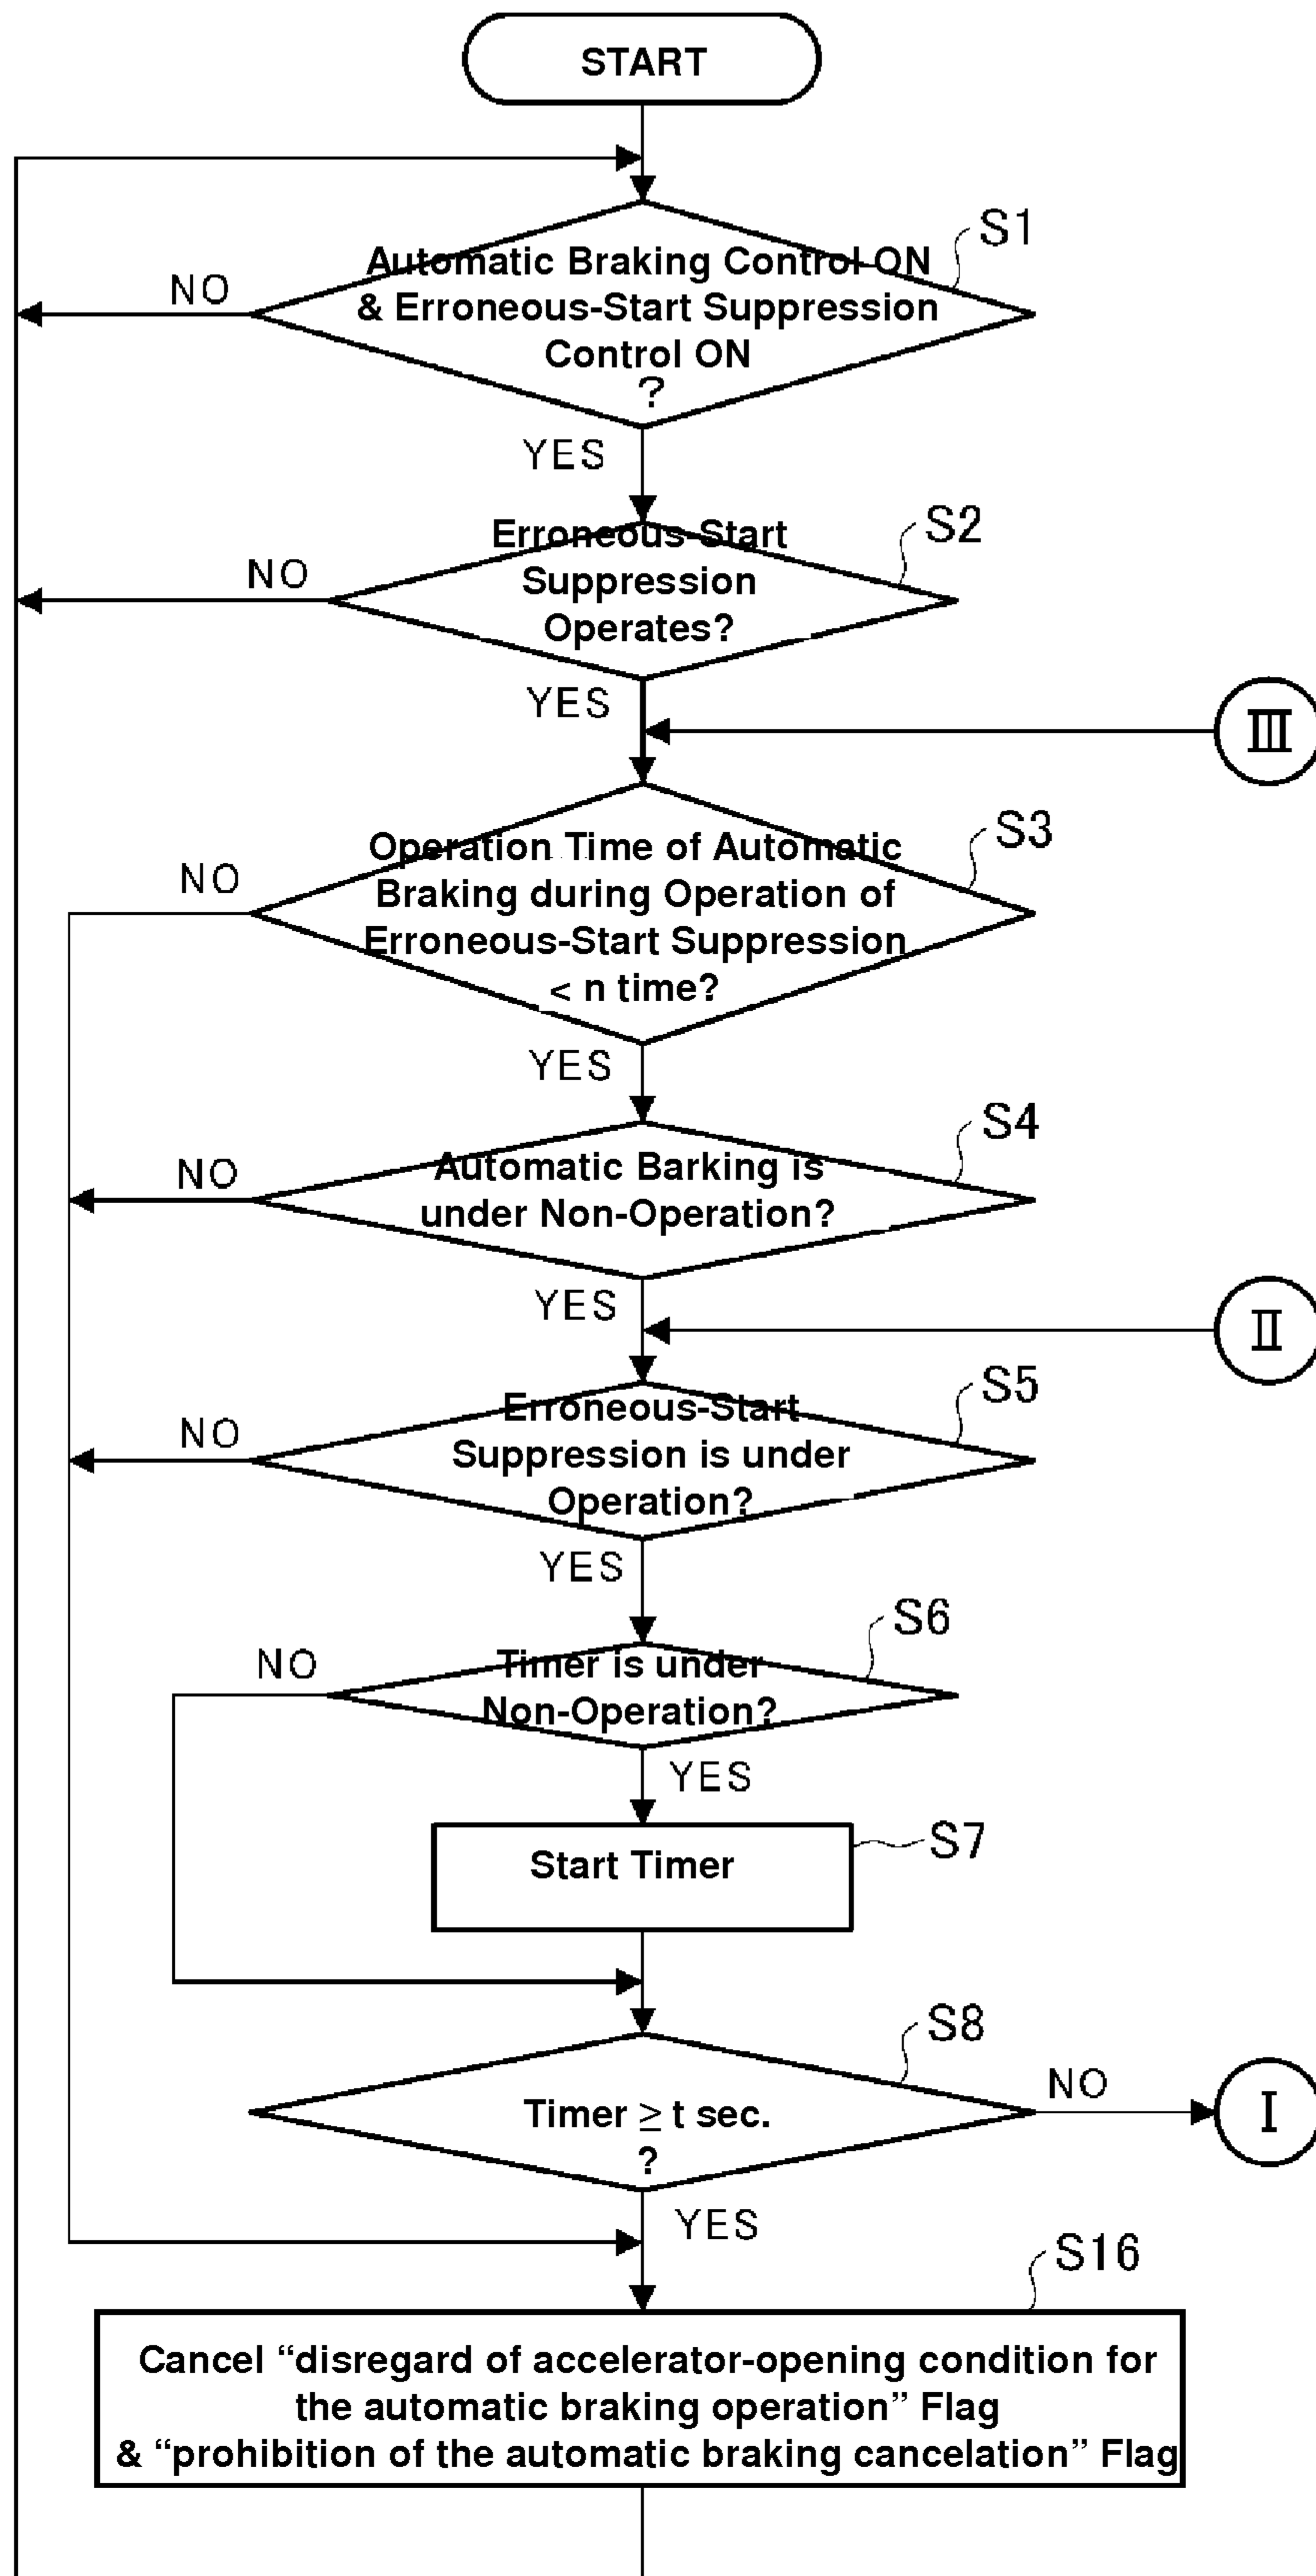 START
S1
Automatic Braking Control ON
& Erroneous-Start Suppression
Control ON
?
NO
YES
S2
Erroneous-Start
Suppression
Operates?
NO
YES
III
S3
Operation Time of Automatic
Braking during Operation of
Erroneous-Start Suppression
< n time?
NO
YES
S4
Automatic Barking is
under Non-Operation?
NO
YES
II
S5
Erroneous-Start
Suppression is under
Operation?
NO
YES
S6
Timer is under
Non-Operation?
NO
YES
S7
Start Timer
S8
Timer ≥ t sec.
?
NO
I
YES
S16
Cancel “disregard of accelerator-opening condition for
the automatic braking operation” Flag
& “prohibition of the automatic braking cancelation” Flag